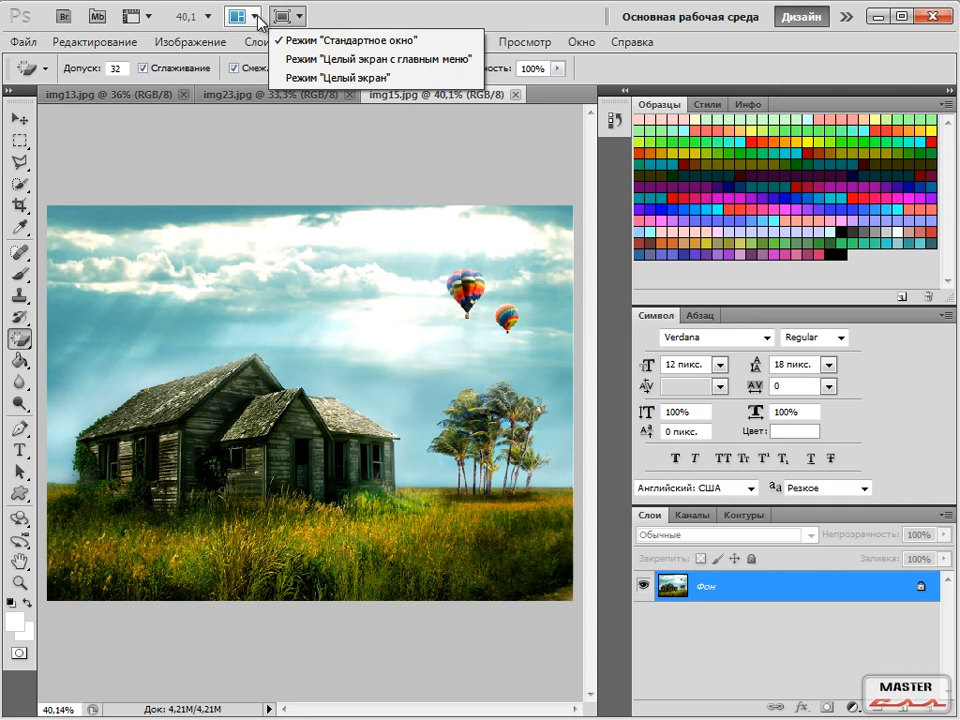 Ps Br Mb 40,1 Основная рабочая среда Дизайн
Файл Редактирование Изображение Просмотр Окно Справка
Режим "Стандартное окно"
Режим "Целый экран с главным меню"
Режим "Целый экран"
Допуск: 32 Сглаживание 100%
img13.jpg @ 36% (RGB/8) img23.jpg @ 33,3% (RGB/8) img15.jpg @ 40,1% (RGB/8)
Образцы Стили Инфо
Символ Абзац
Verdana Regular
12 пикс. 18 пикс.
0
100% 100%
0 пикс. Цвет:
Английский: США Резкое
Слои Каналы Контуры
Обычные Непрозрачность: 100%
Закрепить: Заливка: 100%
Фон
40,14% Док: 4,21M/4,21M
MASTER